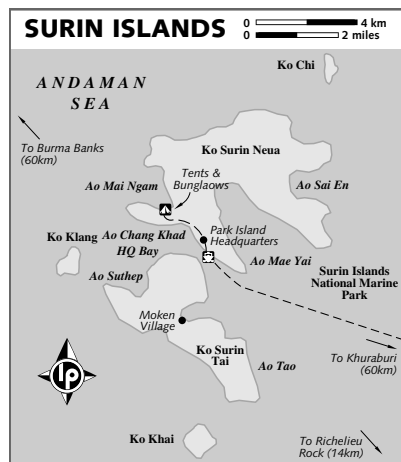 SURIN ISLANDS
0 4 km
0 2 miles
Ko Chi
ANDAMAN
SEA
To Burma Banks
(60km)
Ko Surin Neua
Tents &
Bunglaows
Ao Mai Ngam
Ao Sai En
Park Island
Headquarters
Ao Chang Khad
HQ Bay
Ko Klang
Ao Mae Yai
Ao Suthep
Surin Islands
National Marine
Park
Moken
Village
Ko Surin
Tai
Ao Tao
To Khuraburi
(60km)
lp
Ko Khai
To Richelieu
Rock (14km)